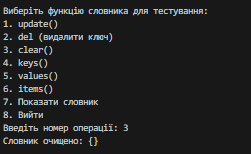 Виберіть функцію словника для тестування:
1. update()
2. del (видалити ключ)
3. clear()
4. keys()
5. values()
6. items()
7. Показати словник
8. Вийти
Введіть номер операції: 3
Словник очищено: {}